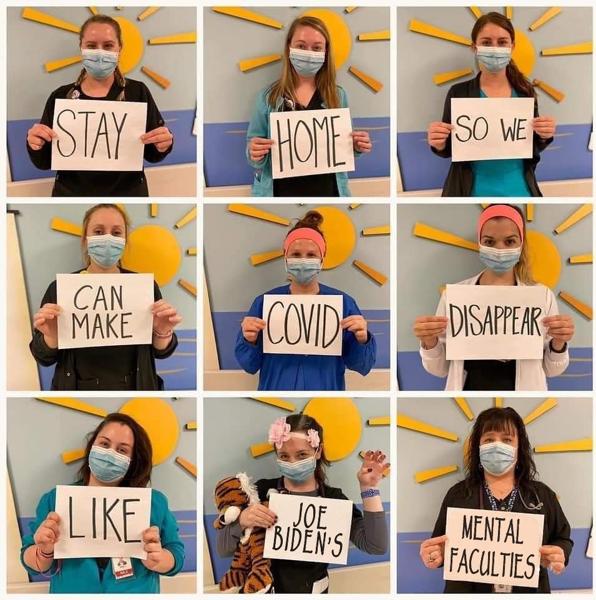 STAY
HOME
SO WE
CAN
MAKE
COVID
DISAPPEAR
LIKE
JOE
BIDEN'S
MENTAL
FACULTIES